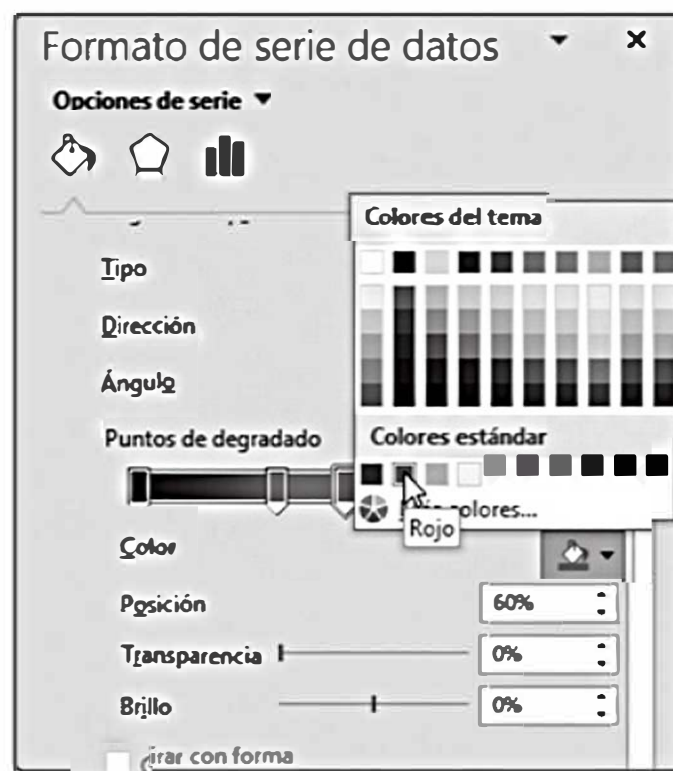 Formato de serie de datos
Opciones de serie
Colores del tema
Tipo
Dirección
Ángulo
Puntos de degradado
Colores estándar
colores...
Rojo
Color
Posición 60%
Transparencia 0%
Brillo 0%
irar con forma